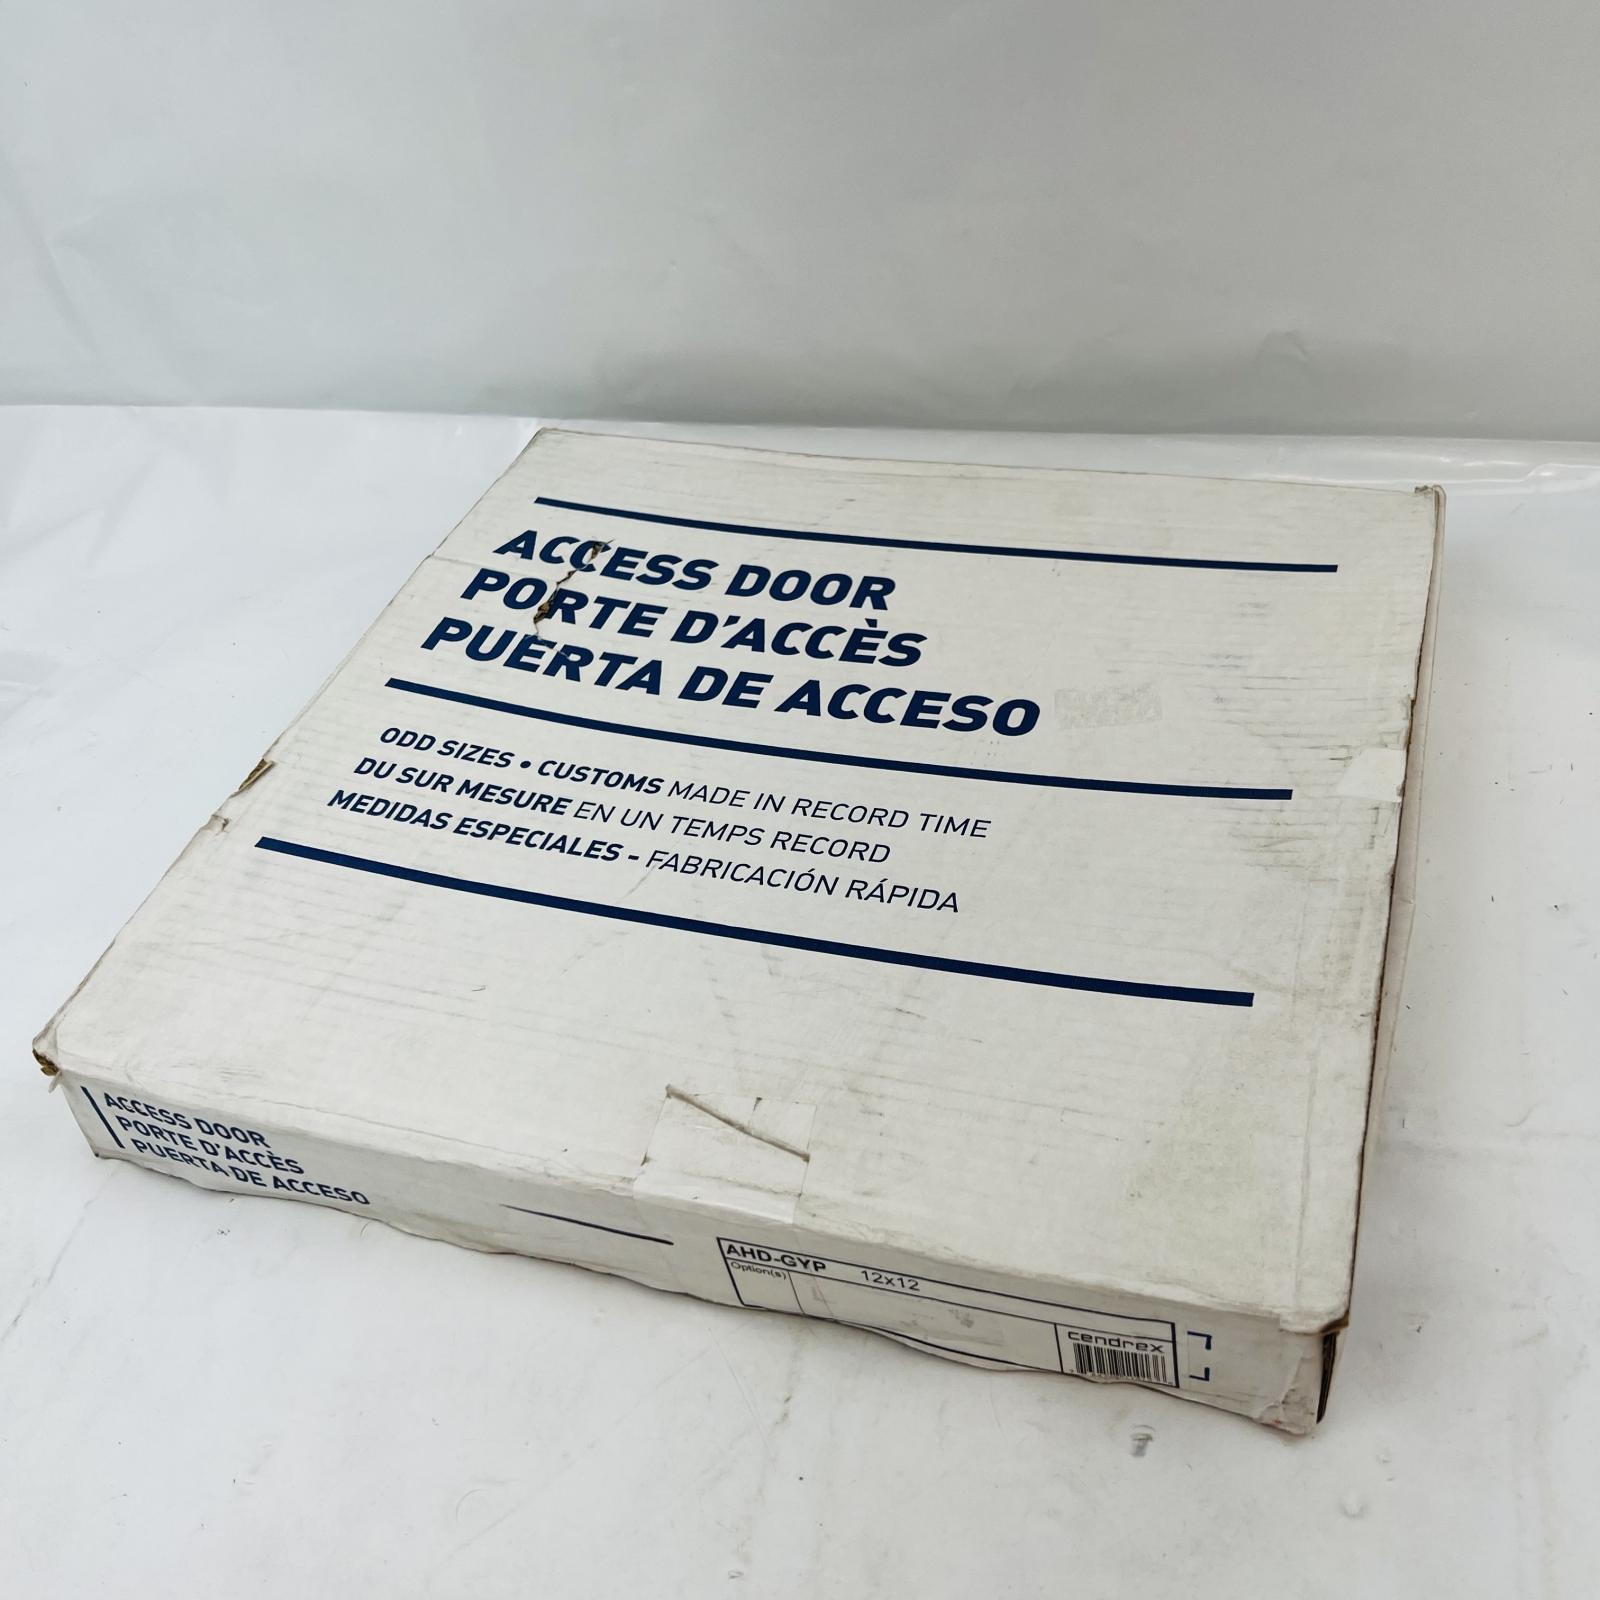 ACCESS DOOR
PORTE D'ACCÈS
PUERTA DE ACCESO
ODD SIZES • CUSTOMS MADE IN RECORD TIME
DU SUR MESURE EN UN TEMPS RECORD
MEDIDAS ESPECIALES - FABRICACIÓN RÁPIDA
ACCESS DOOR
PORTE D'ACCÈS
PUERTA DE ACCESO
AHD-GYP 12x12
Option(s)
cendrex